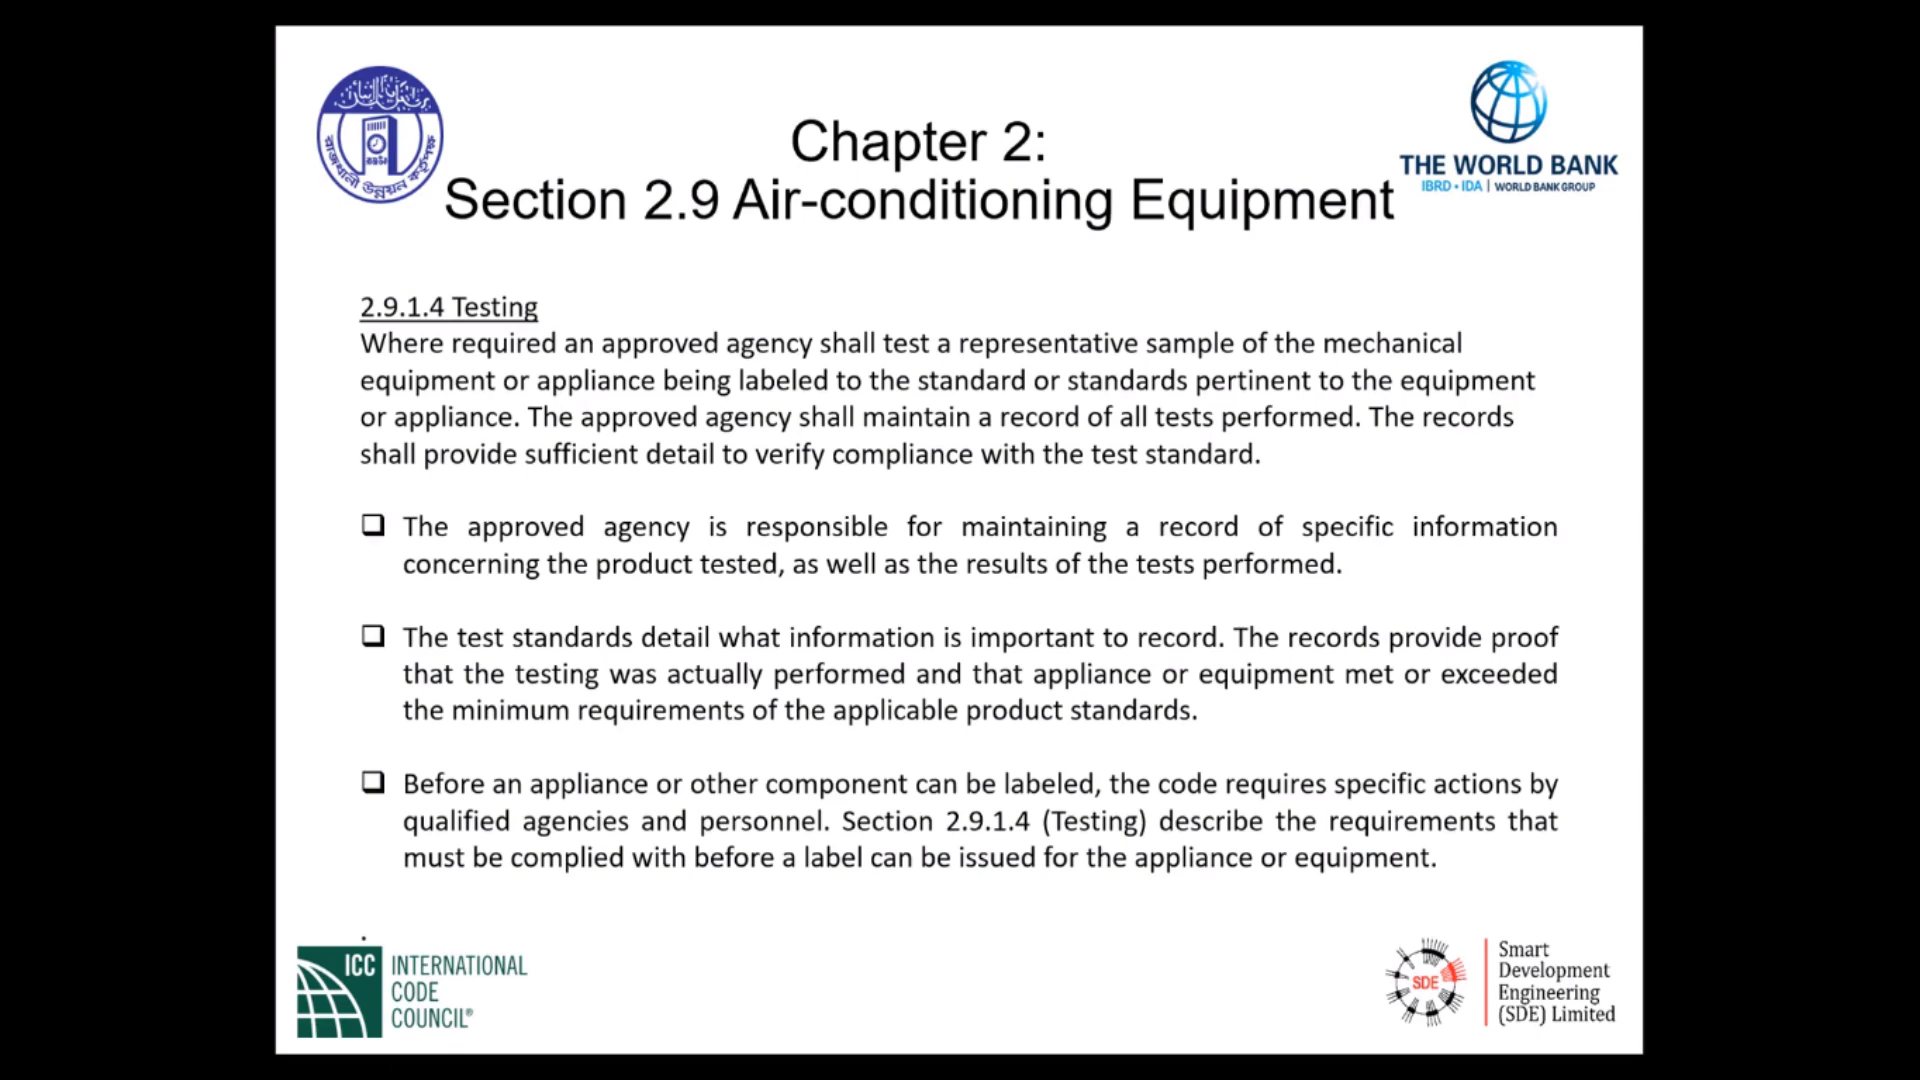 রাজউক
রাজধানী উন্নয়ন কর্তৃপক্ষ
THE WORLD BANK
IBRD • IDA | WORLD BANK GROUP
Chapter 2:
Section 2.9 Air-conditioning Equipment
2.9.1.4 Testing
Where required an approved agency shall test a representative sample of the mechanical
equipment or appliance being labeled to the standard or standards pertinent to the equipment
or appliance. The approved agency shall maintain a record of all tests performed. The records
shall provide sufficient detail to verify compliance with the test standard.
❑ The approved agency is responsible for maintaining a record of specific information
concerning the product tested, as well as the results of the tests performed.
❑ The test standards detail what information is important to record. The records provide proof
that the testing was actually performed and that appliance or equipment met or exceeded
the minimum requirements of the applicable product standards.
❑ Before an appliance or other component can be labeled, the code requires specific actions by
qualified agencies and personnel. Section 2.9.1.4 (Testing) describe the requirements that
must be complied with before a label can be issued for the appliance or equipment.
.
ICC INTERNATIONAL
CODE
COUNCIL®
SDE
Smart
Development
Engineering
(SDE) Limited